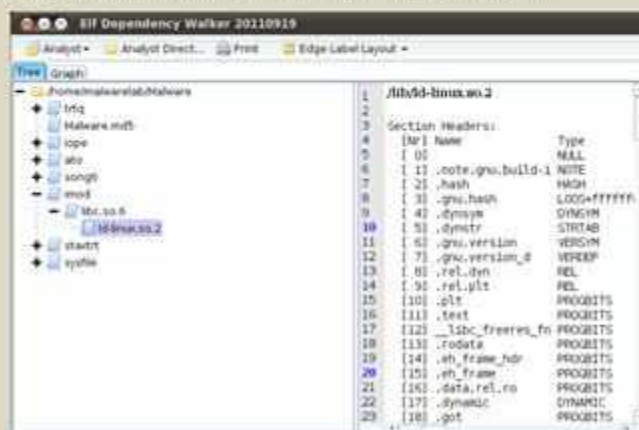 Elf Dependency Walker 20110919
Analyst Analyst Direct... Print Edge Label Layout
Tree Graph
/home/malwarelab/Malware
Malware.md5
iope
ato
songti
imod
libc.so.6
ld-linux.so.2
startrt
sysfile
1 /lib/ld-linux.so.2
2
3 Section Headers:
4 [Nr] Name Type
5 [ 0] NULL
6 [ 1] .note.gnu.build-i NOTE
7 [ 2] .hash HASH
8 [ 3] .gnu.hash LOOS+ffffff
9 [ 4] .dynsym DYNSYM
10 [ 5] .dynstr STRTAB
11 [ 6] .gnu.version VERSYM
12 [ 7] .gnu.version_d VERDEF
13 [ 8] .rel.dyn REL
14 [ 9] .rel.plt REL
15 [10] .plt PROGBITS
16 [11] .text PROGBITS
17 [12] __libc_freeres_fn PROGBITS
18 [13] .rodata PROGBITS
19 [14] .eh_frame_hdr PROGBITS
20 [15] .eh_frame PROGBITS
21 [16] .data.rel.ro PROGBITS
22 [17] .dynamic DYNAMIC
23 [18] .got PROGBITS